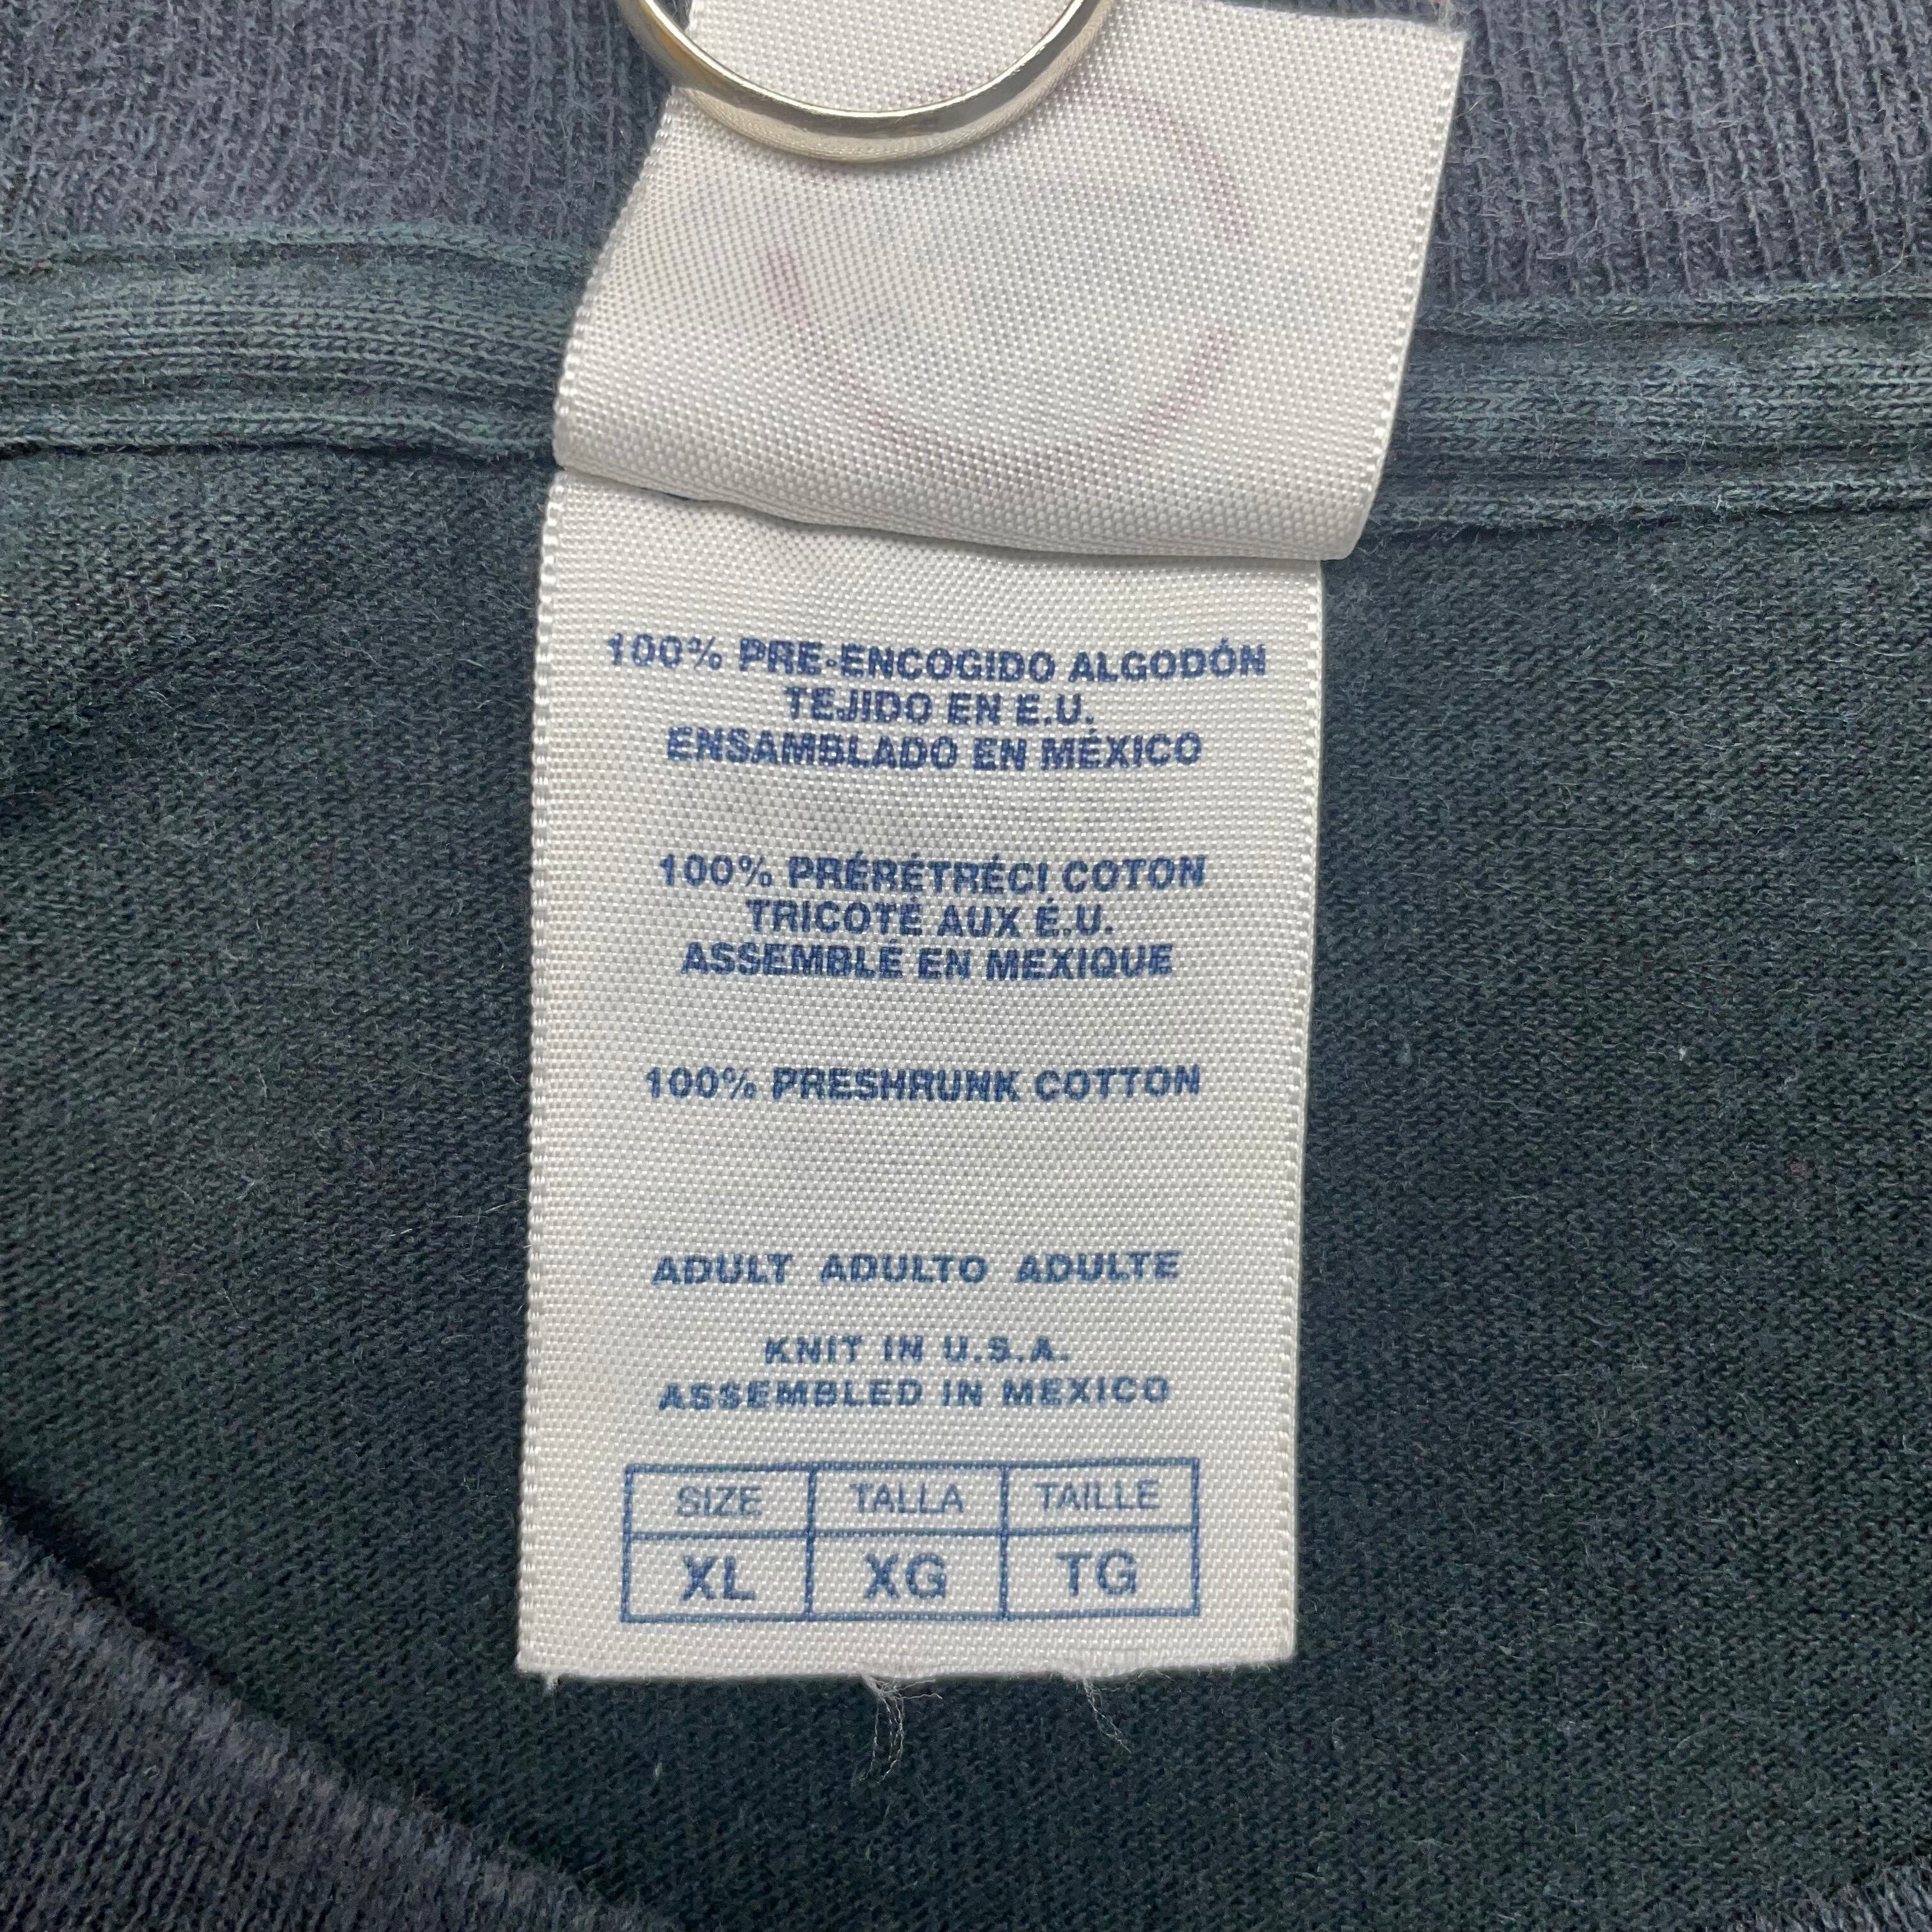 100% PRE-ENCOGIDO ALGODÓN
TEJIDO EN E.U.
ENSAMBLADO EN MÉXICO
100% PRÉRÉTRÉCI COTON
TRICOTÉ AUX É.U.
ASSEMBLÉ EN MEXIQUE
100% PRESHRUNK COTTON
ADULT ADULTO ADULTE
KNIT IN U.S.A.
ASSEMBLED IN MEXICO
SIZE TALLA TAILLE
XL XG TG